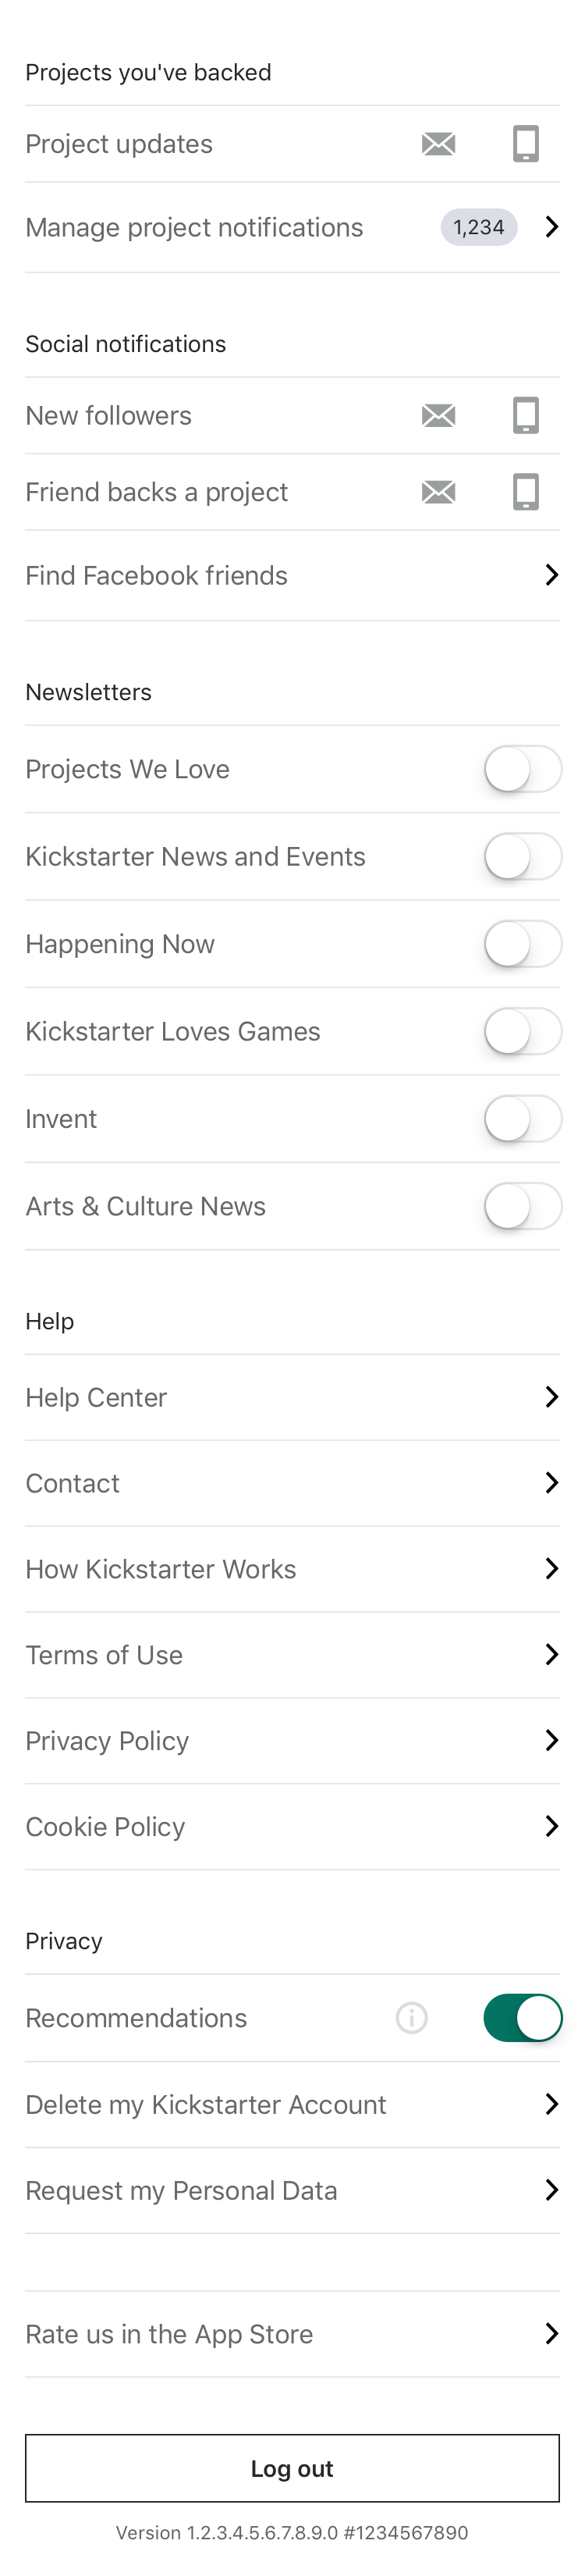 Projects you've backed
Project updates
Manage project notifications 1,234
Social notifications
New followers
Friend backs a project
Find Facebook friends
Newsletters
Projects We Love
Kickstarter News and Events
Happening Now
Kickstarter Loves Games
Invent
Arts & Culture News
Help
Help Center
Contact
How Kickstarter Works
Terms of Use
Privacy Policy
Cookie Policy
Privacy
Recommendations
Delete my Kickstarter Account
Request my Personal Data
Rate us in the App Store
Log out
Version 1.2.3.4.5.6.7.8.9.0 #1234567890